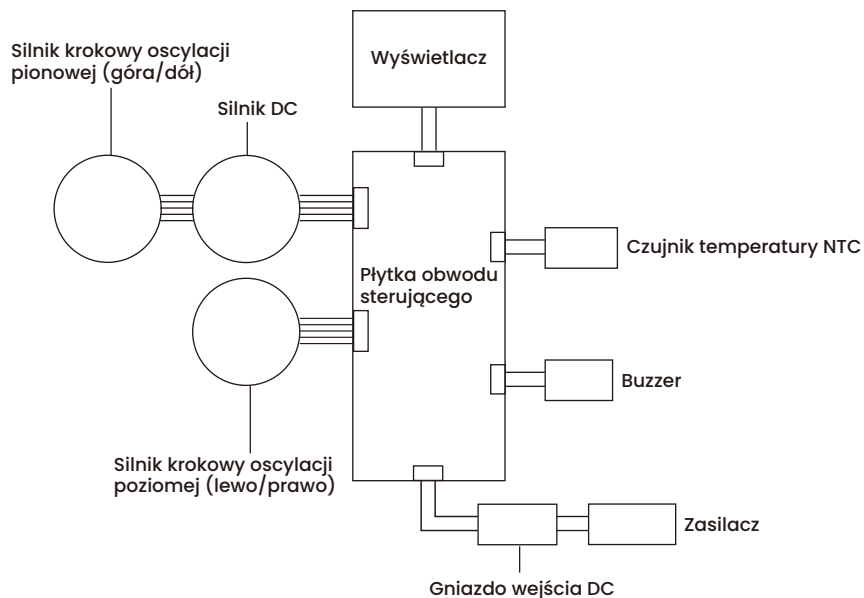 Silnik krokowy oscylacji
pionowej (góra/dół)
Wyświetlacz
Silnik DC
Czujnik temperatury NTC
Płytka obwodu
sterującego
Buzzer
Silnik krokowy oscylacji
poziomej (lewo/prawo)
Zasilacz
Gniazdo wejścia DC